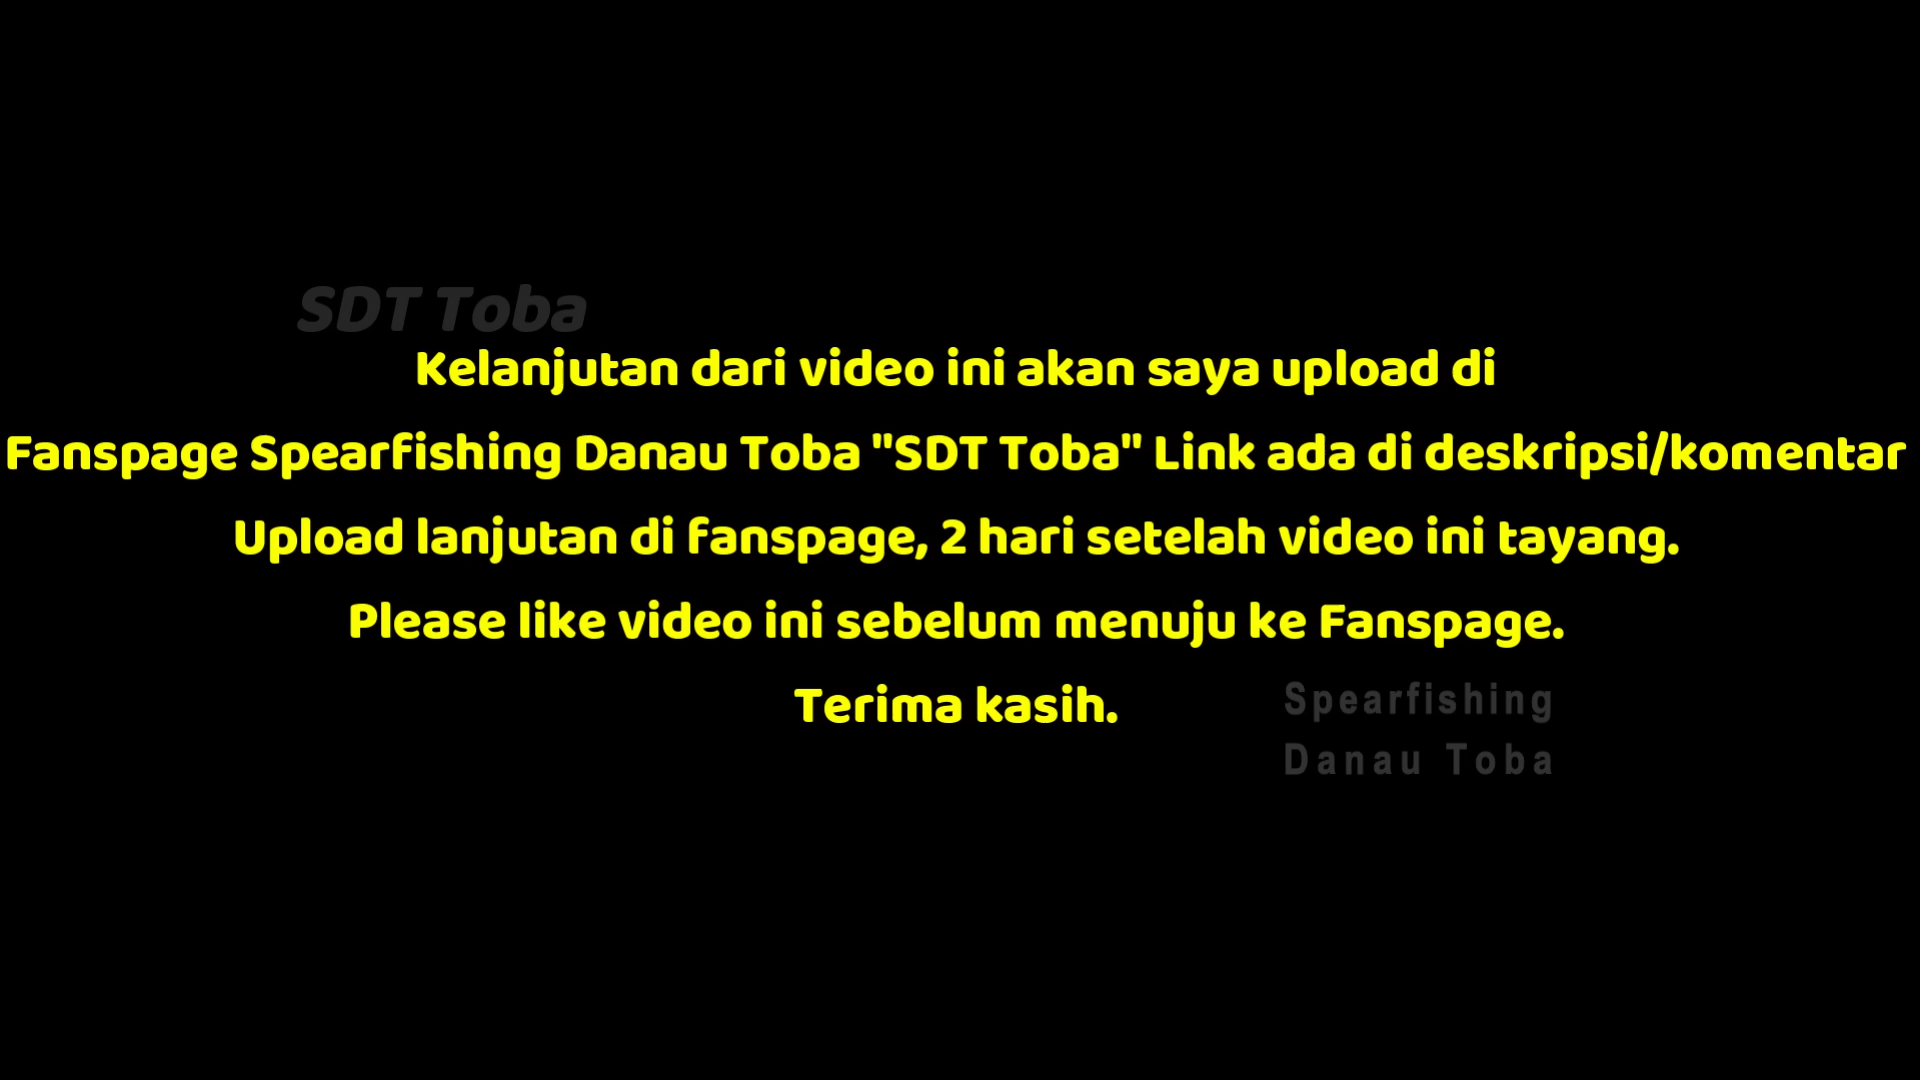 SDT Toba
Kelanjutan dari video ini akan saya upload di
Fanspage Spearfishing Danau Toba "SDT Toba" Link ada di deskripsi/komentar
Upload lanjutan di fanspage, 2 hari setelah video ini tayang.
Please like video ini sebelum menuju ke Fanspage.
Terima kasih.
Spearfishing
Danau Toba